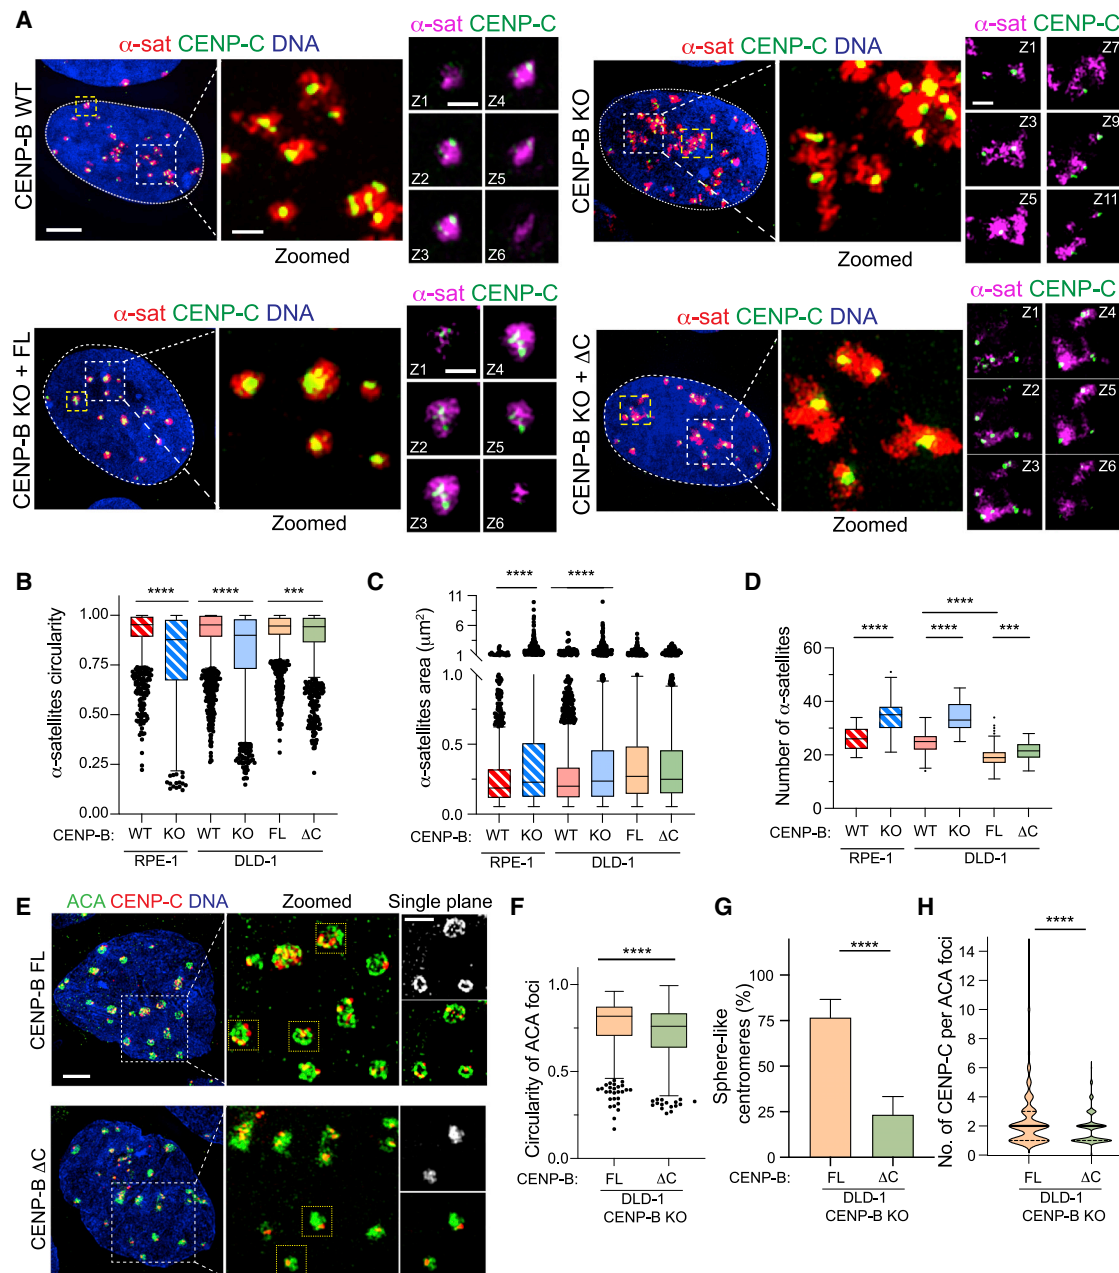 A
α-sat CENP-C DNA
α-sat CENP-C
α-sat CENP-C DNA
α-sat CENP-C
CENP-B WT
Z1
Z4
Z2
Z5
Z3
Z6
Zoomed
CENP-B KO
Z1
Z7
Z3
Z9
Z5
Z11
Zoomed
α-sat CENP-C DNA
α-sat CENP-C
α-sat CENP-C DNA
α-sat CENP-C
CENP-B KO + FL
Z1
Z4
Z2
Z5
Z3
Z6
Zoomed
CENP-B KO + ΔC
Z1
Z4
Z2
Z5
Z3
Z6
Zoomed
B
α-satellites circularity
**** **** ***
1.00
0.75
0.50
0.25
0.00
CENP-B: WT KO WT KO FL ΔC
RPE-1 DLD-1
C
α-satellites area (μm²)
**** ****
11
6
1
1.0
0.5
0.0
CENP-B: WT KO WT KO FL ΔC
RPE-1 DLD-1
D
Number of α-satellites
****
**** **** ***
60
40
20
0
CENP-B: WT KO WT KO FL ΔC
RPE-1 DLD-1
E
ACA CENP-C DNA
Zoomed
Single plane
CENP-B FL
CENP-B ΔC
F
Circularity of ACA foci
****
1.0
0.5
0.0
CENP-B: FL ΔC
DLD-1
CENP-B KO
G
Sphere-like
centromeres (%)
****
100
75
50
25
0
CENP-B: FL ΔC
DLD-1
CENP-B KO
H
No. of CENP-C per ACA foci
****
14
12
10
8
6
4
2
0
FL ΔC
DLD-1
CENP-B KO